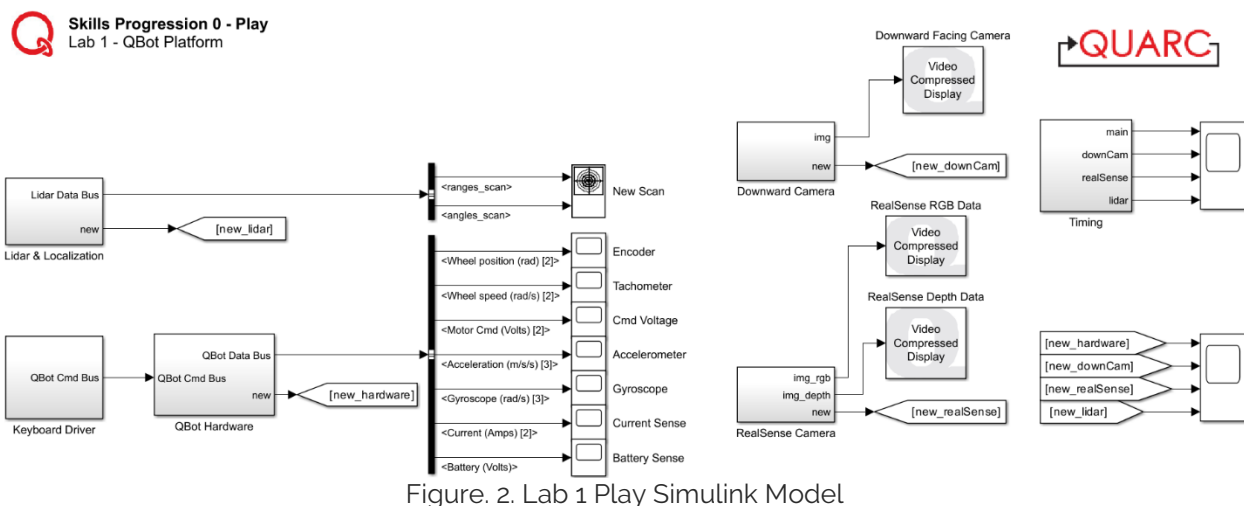 Skills Progression 0 - Play
Lab 1 - QBot Platform
Lidar Data Bus
new
Lidar & Localization
[new_lidar]
<ranges_scan>
<angles_scan>
New Scan
QBot Cmd Bus
Keyboard Driver
QBot Cmd Bus
QBot Data Bus
new
QBot Hardware
[new_hardware]
<Wheel position (rad) [2]>
<Wheel speed (rad/s) [2]>
<Motor Cmd (Volts) [2]>
<Acceleration (m/s/s) [3]>
<Gyroscope (rad/s) [3]>
<Current (Amps) [2]>
<Battery (Volts)>
Encoder
Tachometer
Cmd Voltage
Accelerometer
Gyroscope
Current Sense
Battery Sense
Downward Facing Camera
Video
Compressed
Display
img
new
Downward Camera
[new_downCam]
RealSense RGB Data
Video
Compressed
Display
RealSense Depth Data
Video
Compressed
Display
img_rgb
img_depth
new
RealSense Camera
[new_realSense]
QUARC
main
downCam
realSense
lidar
Timing
[new_hardware]
[new_downCam]
[new_realSense]
[new_lidar]
Figure. 2. Lab 1 Play Simulink Model